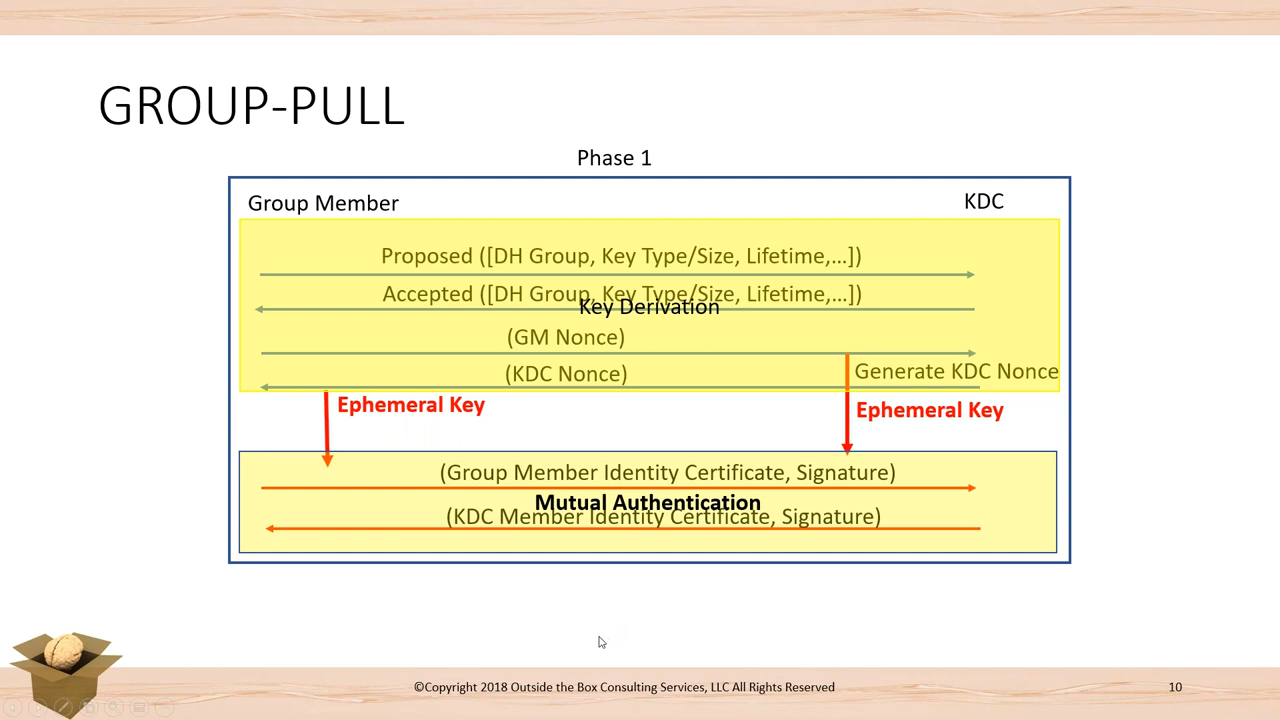 GROUP-PULL
Phase 1
Group Member
KDC
Proposed ([DH Group, Key Type/Size, Lifetime,…])
Accepted ([DH Group, Key Type/Size, Lifetime,…])
Key Derivation
(GM Nonce)
(KDC Nonce)
Generate KDC Nonce
Ephemeral Key
Ephemeral Key
(Group Member Identity Certificate, Signature)
Mutual Authentication
(KDC Member Identity Certificate, Signature)
©Copyright 2018 Outside the Box Consulting Services, LLC All Rights Reserved
10